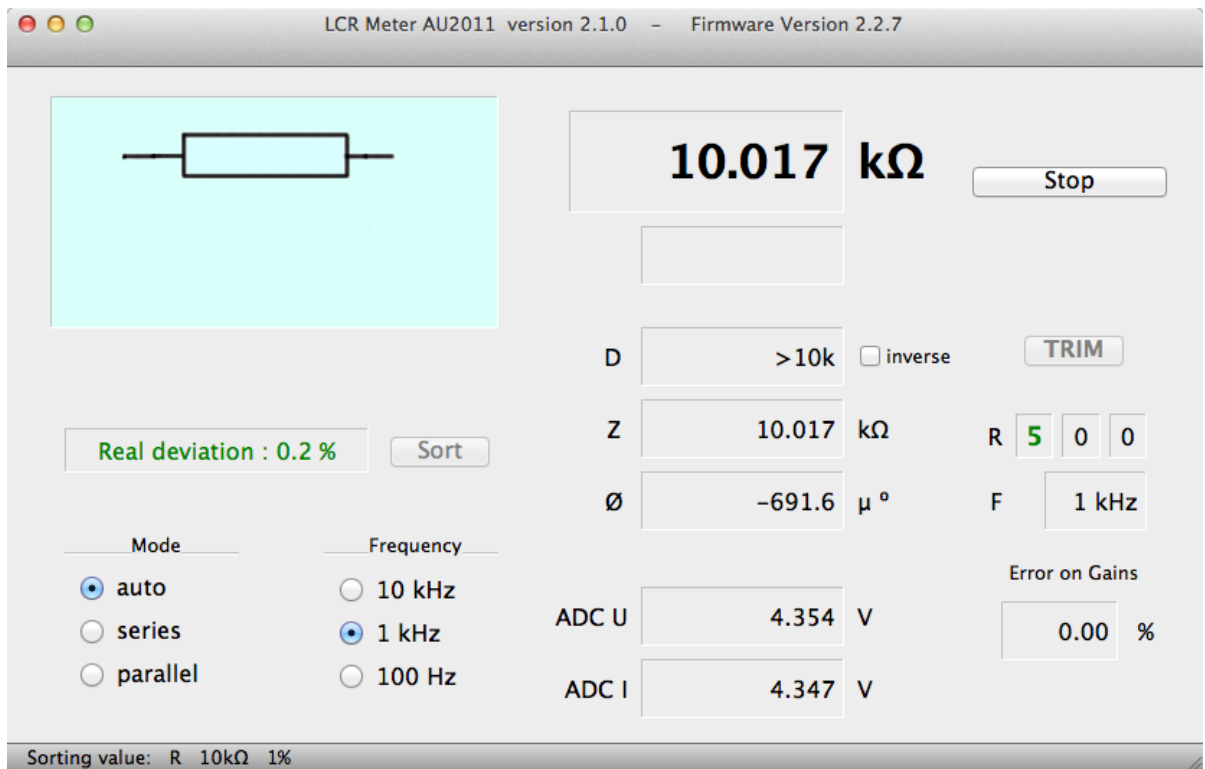 LCR Meter AU2011 version 2.1.0 – Firmware Version 2.2.7
10.017 kΩ
Stop
D >10k inverse
TRIM
Z 10.017 kΩ
R 5 0 0
Real deviation : 0.2 %
Sort
Ø -691.6 µ º
F 1 kHz
Mode
Frequency
auto
10 kHz
series
1 kHz
parallel
100 Hz
Error on Gains
0.00 %
ADC U 4.354 V
ADC I 4.347 V
Sorting value: R 10kΩ 1%